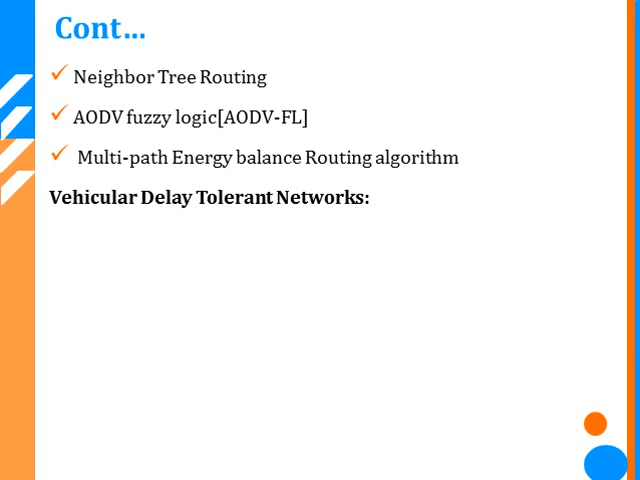 Cont…
Neighbor Tree Routing
AODV fuzzy logic[AODV-FL]
Multi-path Energy balance Routing algorithm
Vehicular Delay Tolerant Networks: